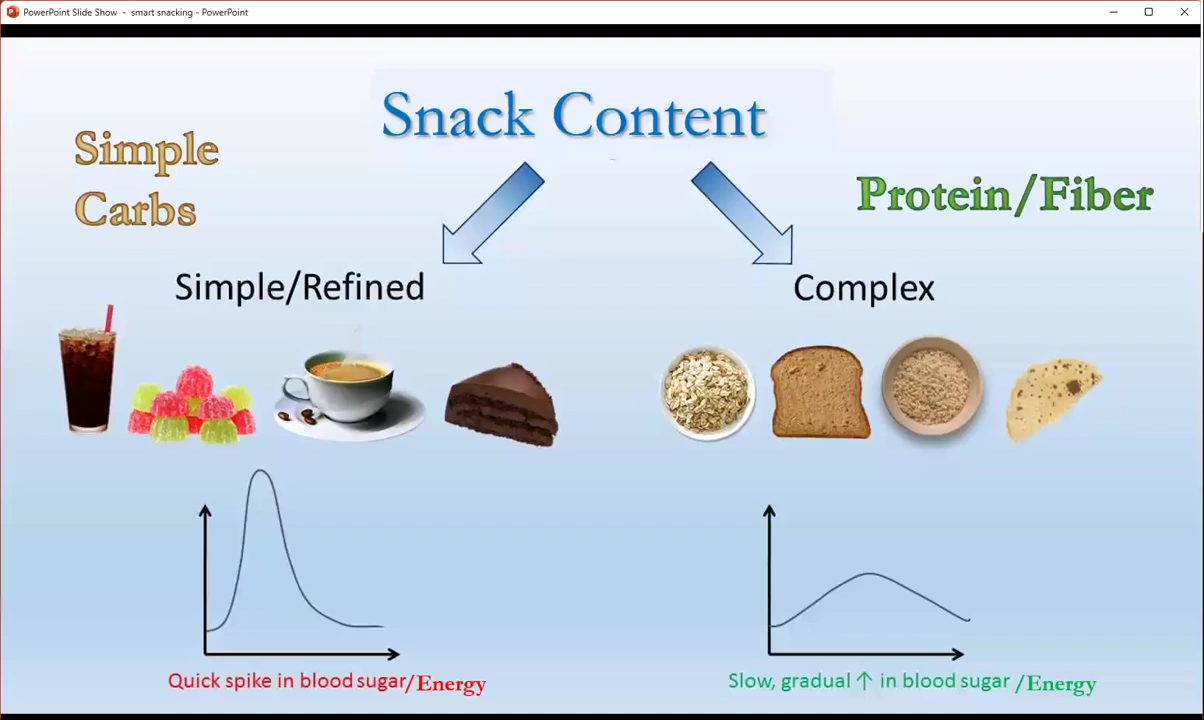 PowerPoint Slide Show - smart snacking - PowerPoint
Snack Content
Simple
Carbs
Protein/Fiber
Simple/Refined
Complex
Quick spike in blood sugar/Energy
Slow, gradual ↑ in blood sugar /Energy